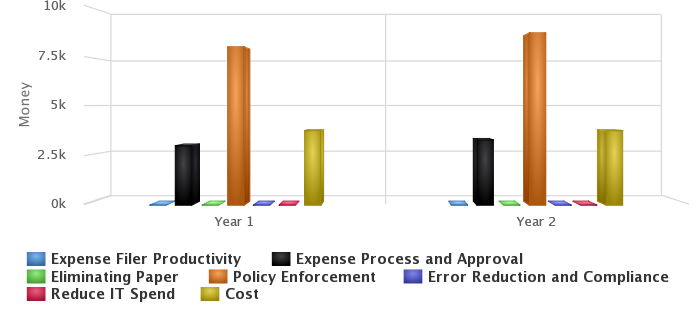 10k
7.5k
5k
2.5k
0k
Money
Year 1 Year 2
Expense Filer Productivity Expense Process and Approval
Eliminating Paper Policy Enforcement Error Reduction and Compliance
Reduce IT Spend Cost